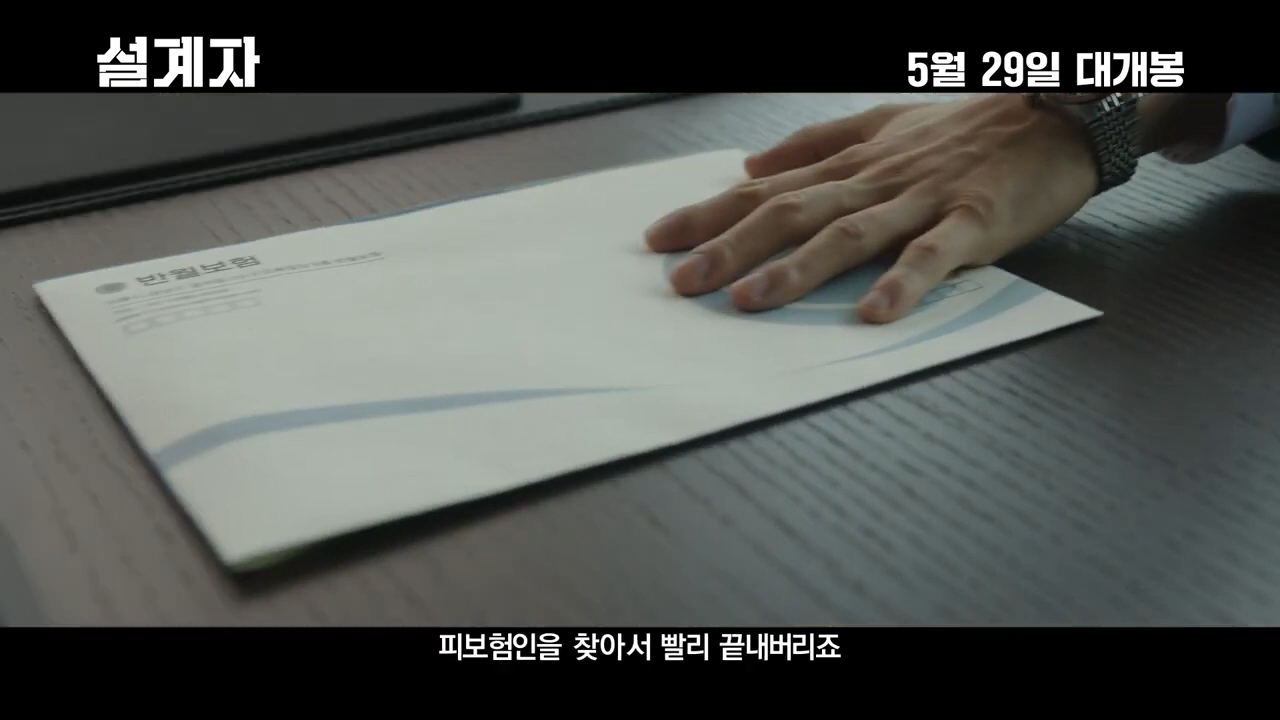 설계자
5월 29일 대개봉
반월보험
피보험인을 찾아서 빨리 끝내버리죠